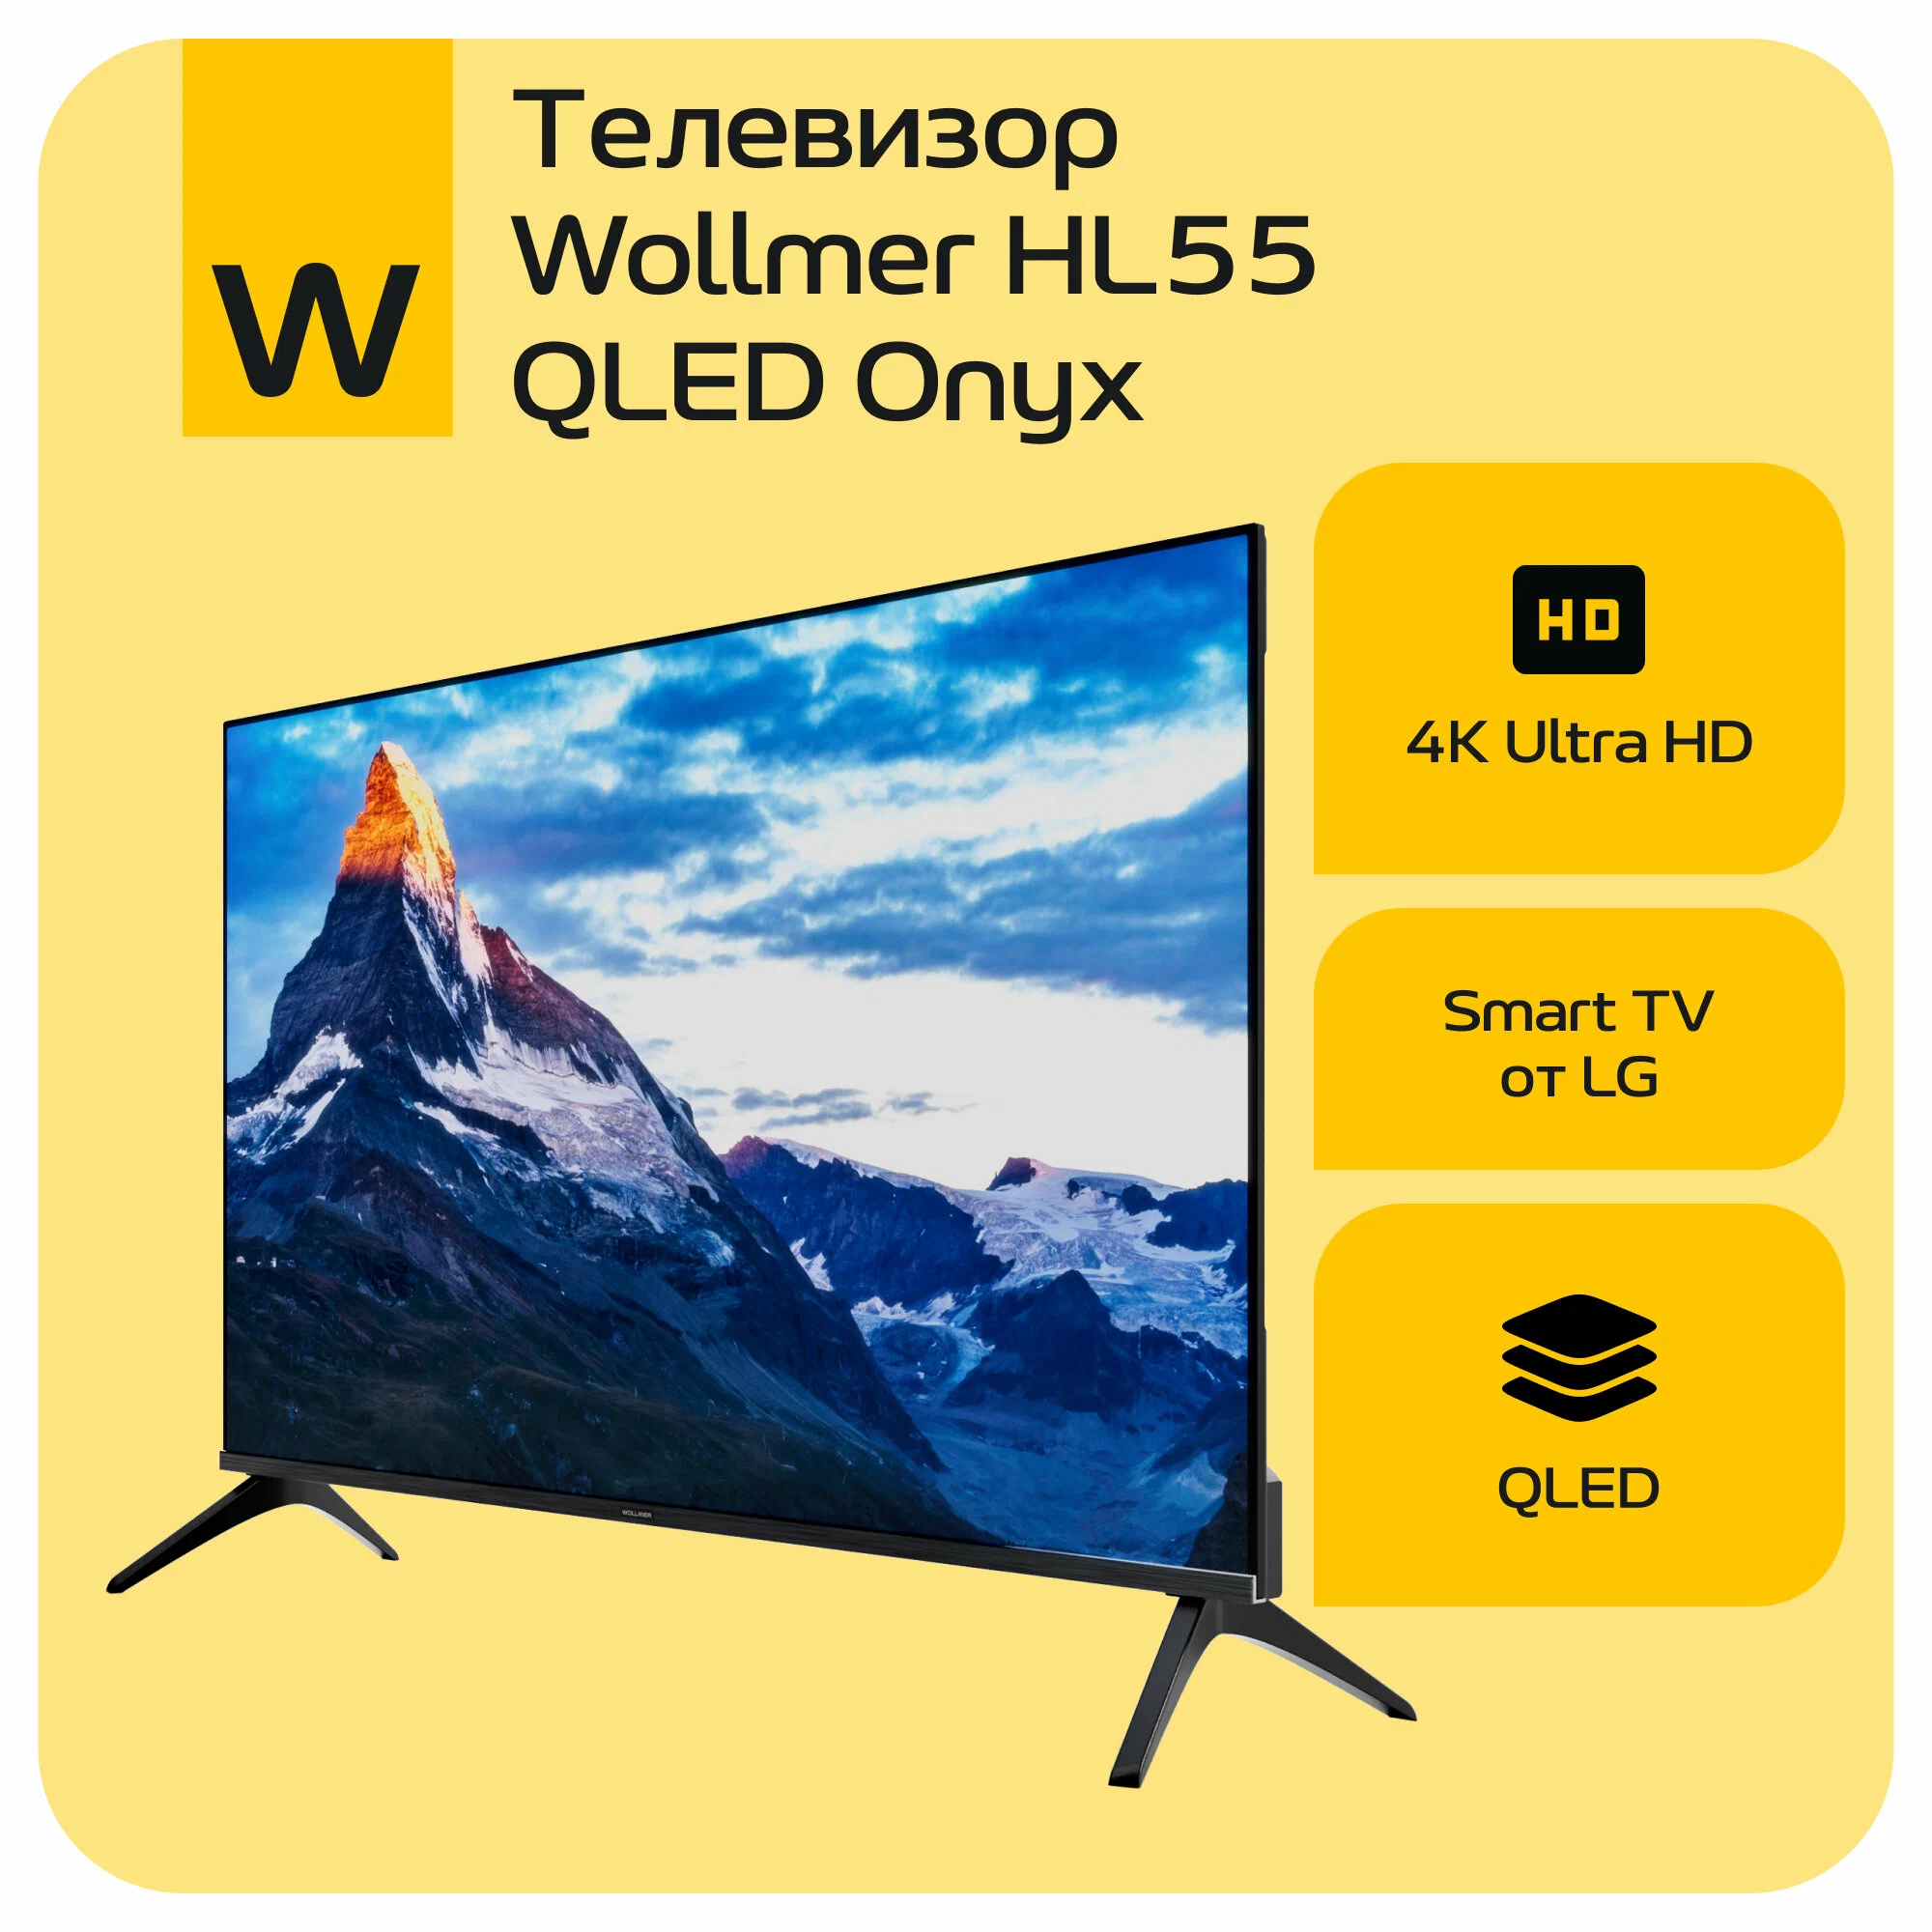 W
Телевизор
Wollmer HL55
QLED Onyx
HD
4K Ultra HD
Smart TV
от LG
QLED
WOLLMER